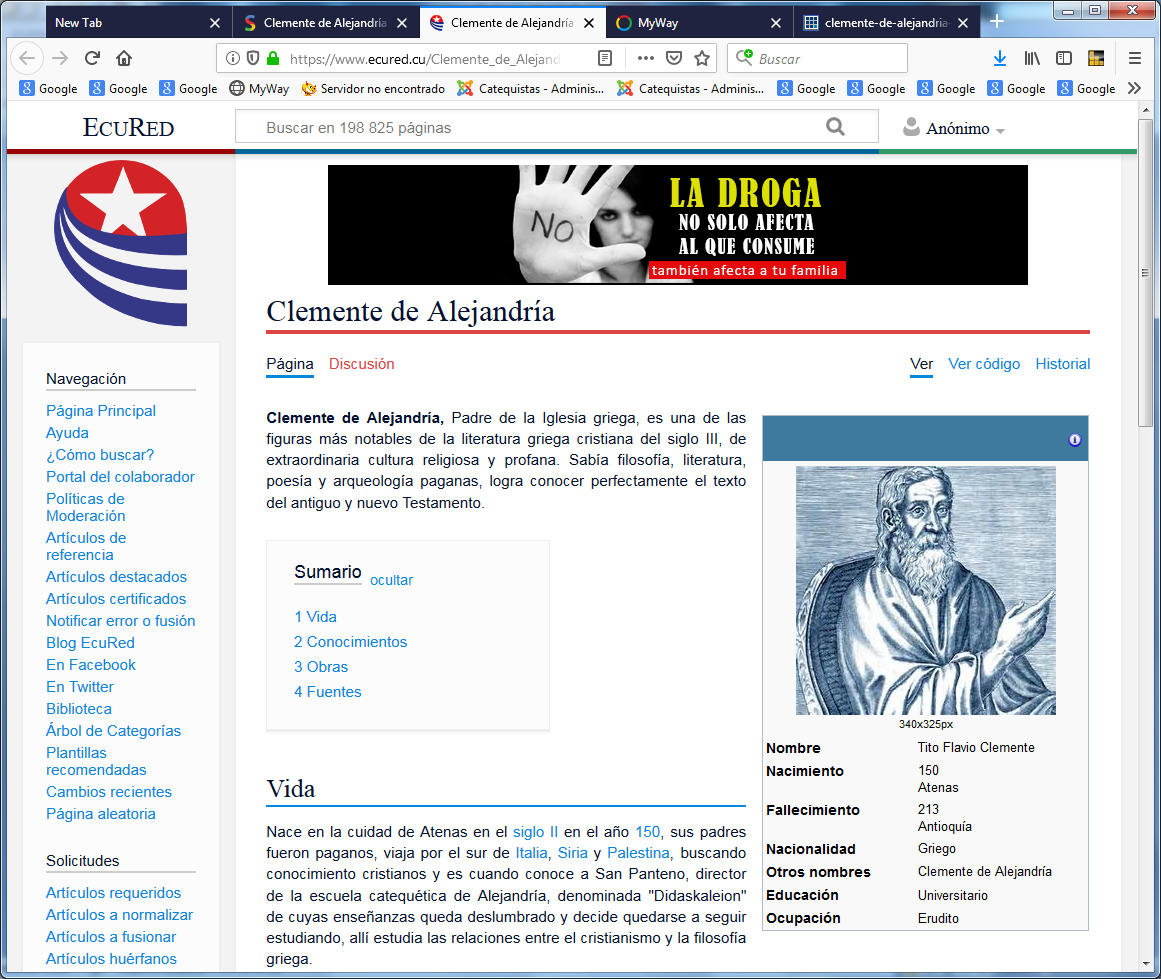 New Tab
Clemente de Alejandría
Clemente de Alejandría
MyWay
clemente-de-alejandria
https://www.ecured.cu/Clemente_de_Alejand
Buscar
Google
Google
Google
MyWay
Servidor no encontrado
Catequistas - Adminis...
Catequistas - Adminis...
Google
Google
Google
Google
Google
EcuRed
Buscar en 198 825 páginas
Anónimo
NO
LA DROGA
NO SOLO AFECTA
AL QUE CONSUME
también afecta a tu familia
Clemente de Alejandría
Página Discusión
Ver Ver código Historial
Navegación
Página Principal
Ayuda
¿Cómo buscar?
Portal del colaborador
Políticas de
Moderación
Artículos de
referencia
Artículos destacados
Artículos certificados
Notificar error o fusión
Blog EcuRed
En Facebook
En Twitter
Biblioteca
Árbol de Categorías
Plantillas
recomendadas
Cambios recientes
Página aleatoria
Solicitudes
Artículos requeridos
Artículos a normalizar
Artículos a fusionar
Artículos huérfanos
Clemente de Alejandría, Padre de la Iglesia griega, es una de las
figuras más notables de la literatura griega cristiana del siglo III, de
extraordinaria cultura religiosa y profana. Sabía filosofía, literatura,
poesía y arqueología paganas, logra conocer perfectamente el texto
del antiguo y nuevo Testamento.
Sumario ocultar
1 Vida
2 Conocimientos
3 Obras
4 Fuentes
Vida
Nace en la cuidad de Atenas en el siglo II en el año 150, sus padres
fueron paganos, viaja por el sur de Italia, Siria y Palestina, buscando
conocimiento cristianos y es cuando conoce a San Panteno, director
de la escuela catequética de Alejandría, denominada "Didaskaleion"
de cuyas enseñanzas queda deslumbrado y decide quedarse a seguir
estudiando, allí estudia las relaciones entre el cristianismo y la filosofía
griega.
340x325px
Nombre Tito Flavio Clemente
Nacimiento 150
Atenas
Fallecimiento 213
Antioquía
Nacionalidad Griego
Otros nombres Clemente de Alejandría
Educación Universitario
Ocupación Erudito